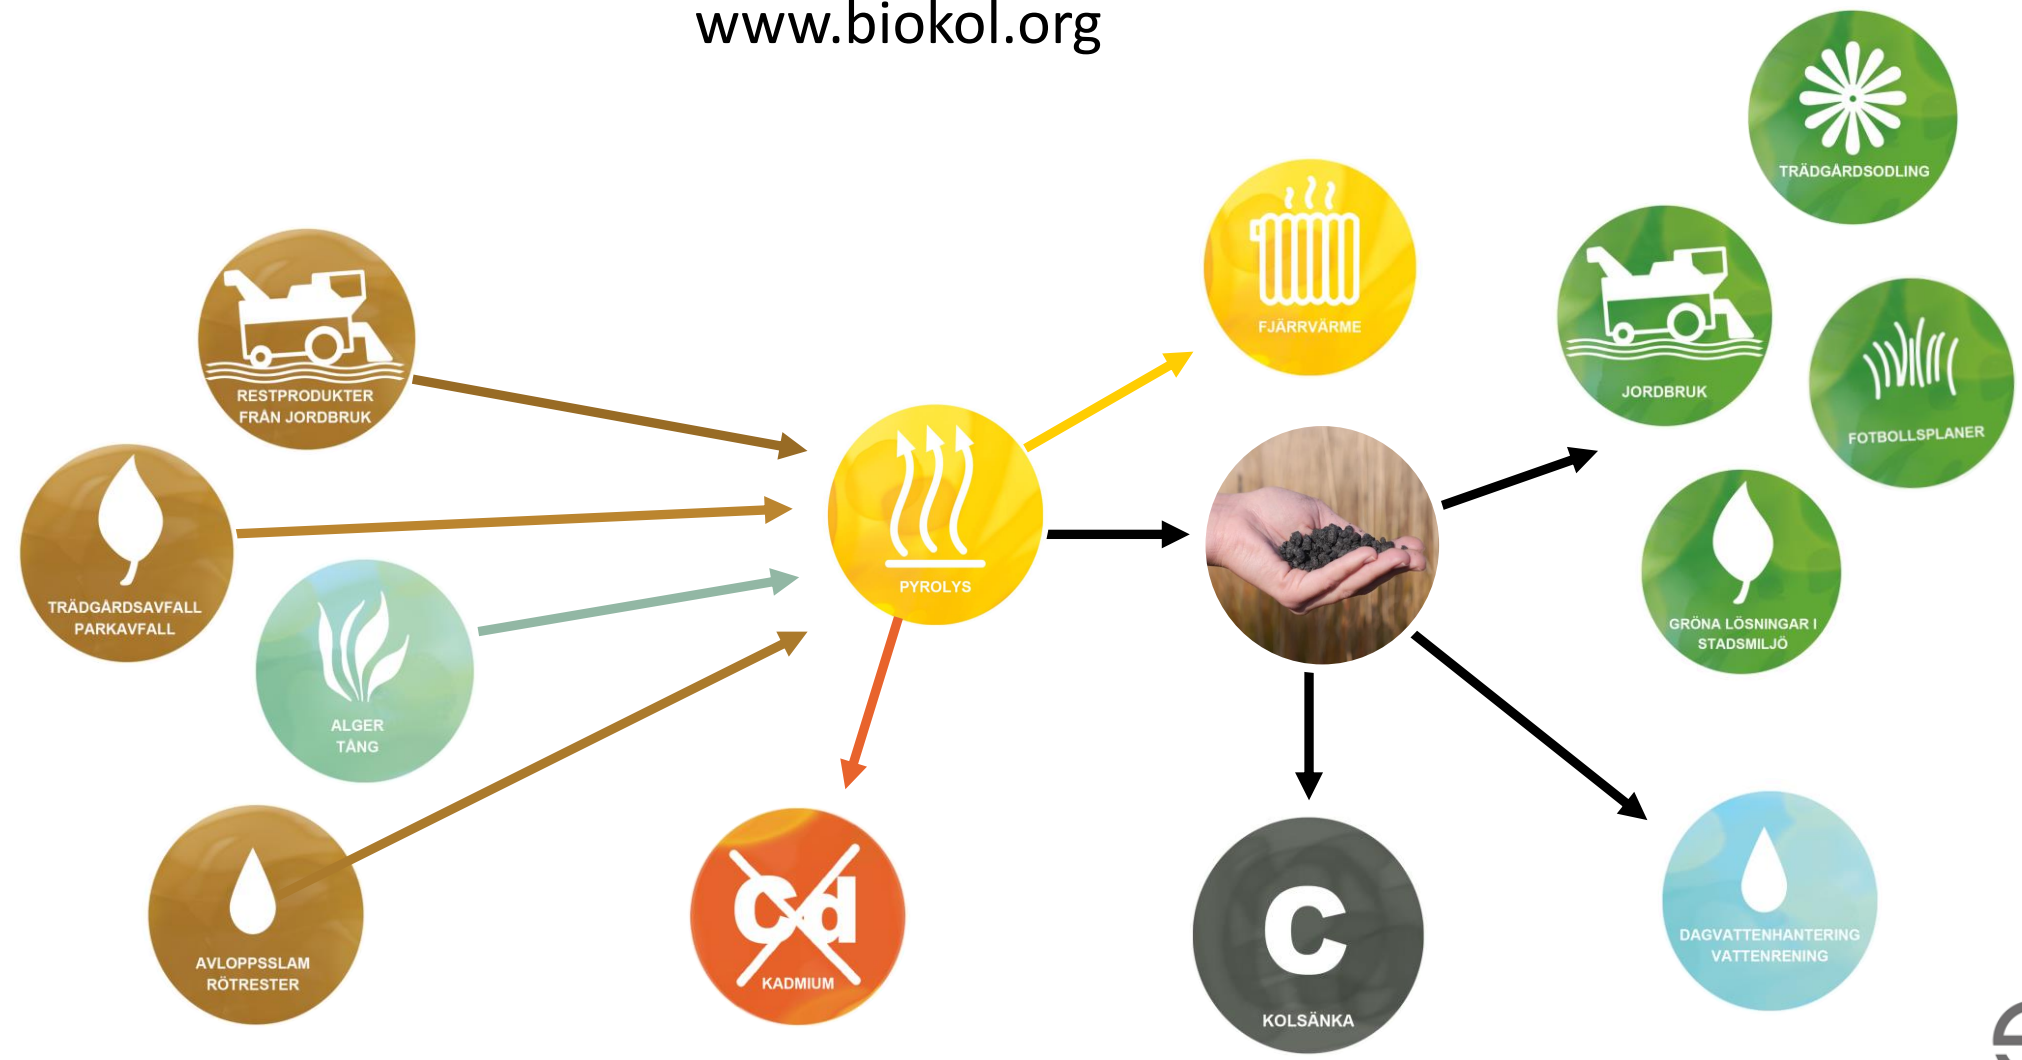 www.biokol.org
TRÄDGÅRDSODLING
FJÄRRVÄRME
RESTPRODUKTER
FRÅN JORDBRUK
JORDBRUK
FOTBOLLSPLANER
PYROLYS
TRÄDGÅRDSAVFALL
PARKAVFALL
GRÖNA LÖSNINGAR I
STADSMILJÖ
ALGER
TÅNG
AVLOPPSSLAM
RÖTRESTER
Cd
KADMIUM
C
KOLSÄNKA
DAGVATTENHANTERING
VATTENRENING